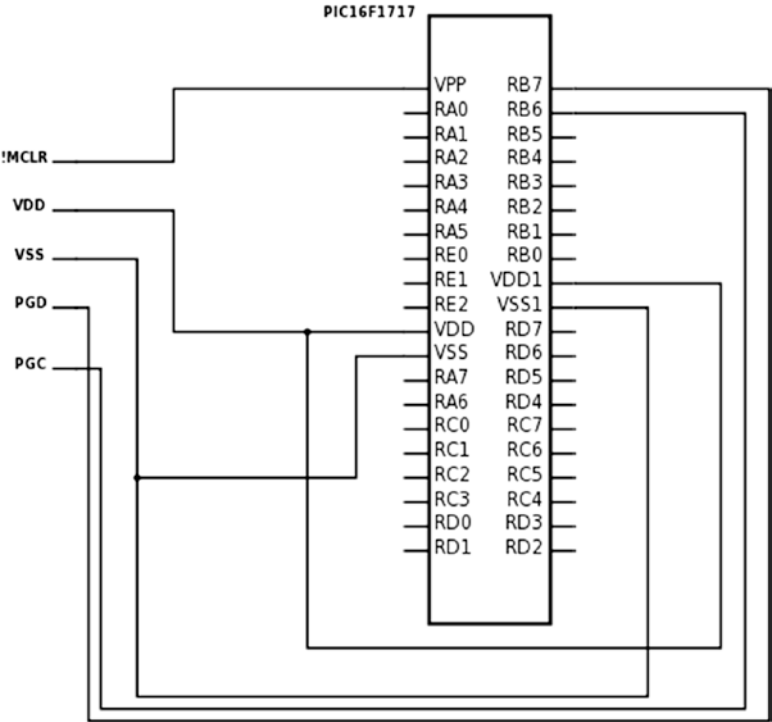 PIC16F1717
!MCLR
VDD
VSS
PGD
PGC
VPP RB7
RA0 RB6
RA1 RB5
RA2 RB4
RA3 RB3
RA4 RB2
RA5 RB1
RE0 RB0
RE1 VDD1
RE2 VSS1
VDD RD7
VSS RD6
RA7 RD5
RA6 RD4
RC0 RC7
RC1 RC6
RC2 RC5
RC3 RC4
RD0 RD3
RD1 RD2